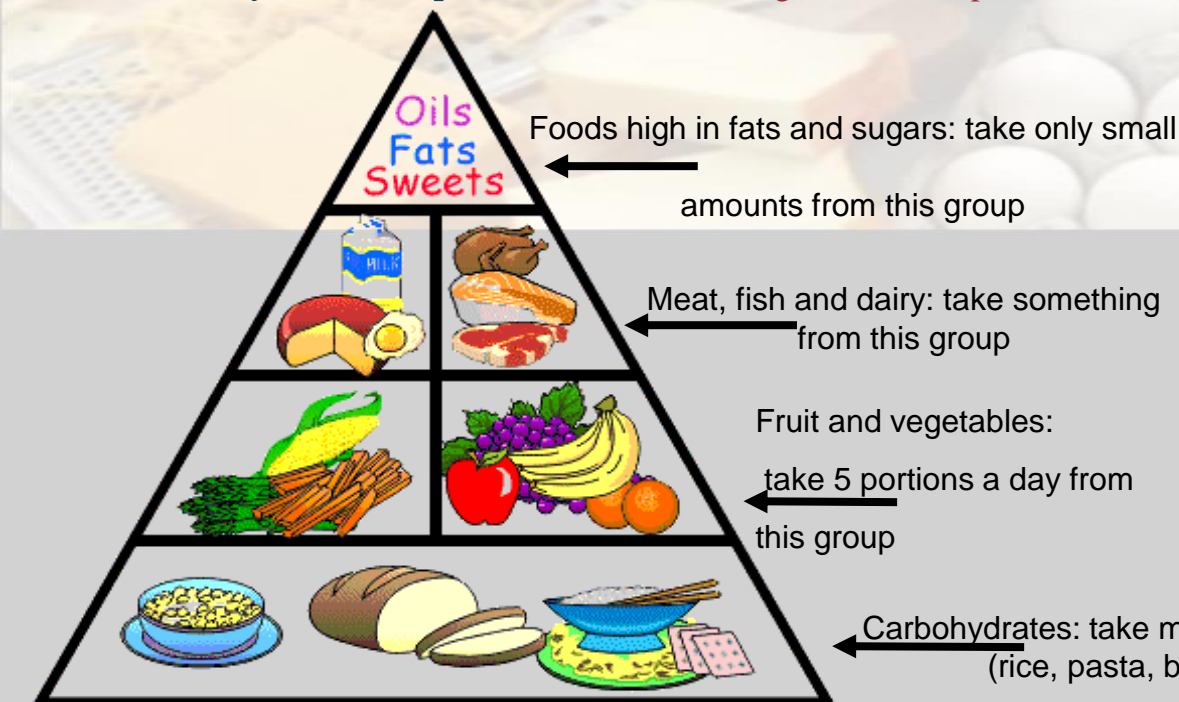 Oils
Fats
Sweets
Foods high in fats and sugars: take only small
amounts from this group
MILK
Meat, fish and dairy: take something
from this group
Fruit and vegetables:
take 5 portions a day from
this group
Carbohydrates: take m
(rice, pasta, b